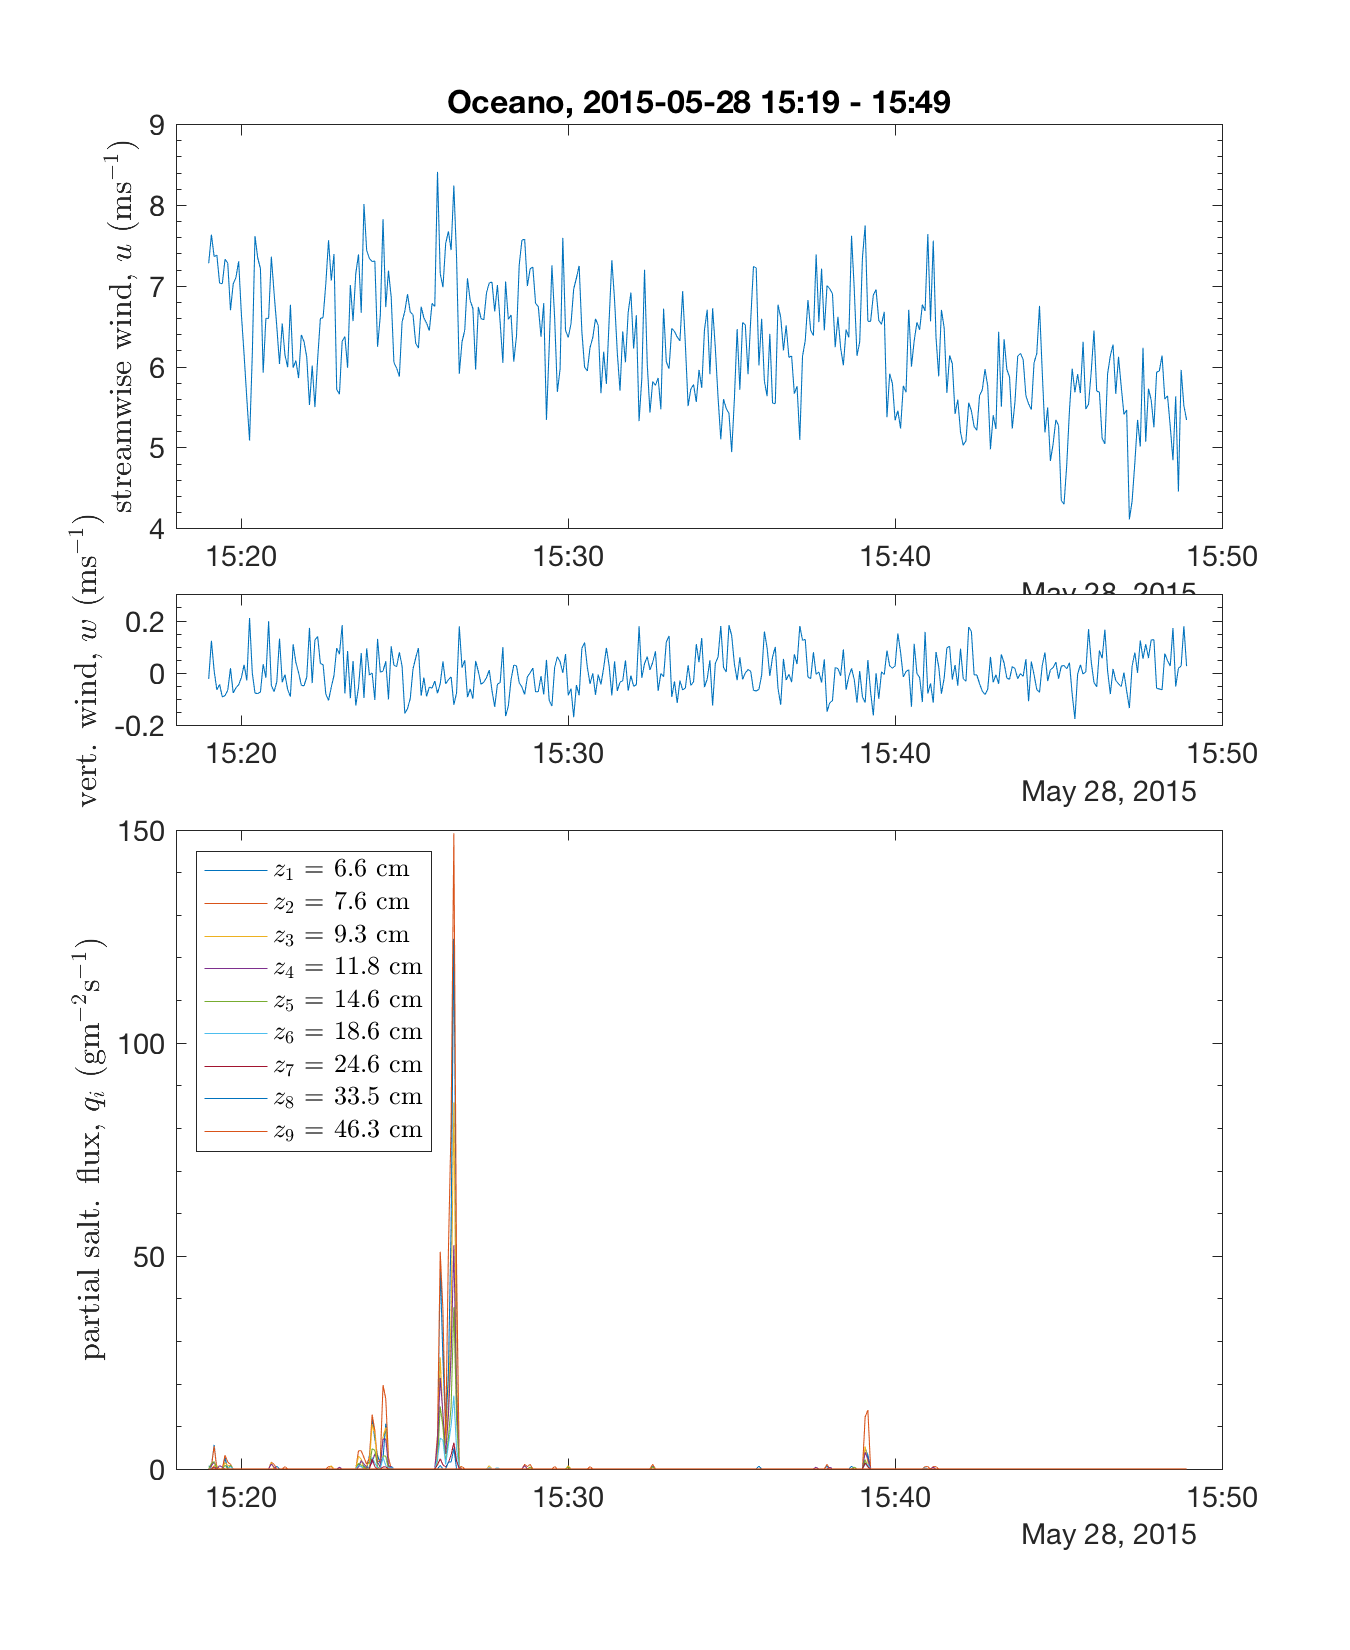 Oceano, 2015-05-28 15:19 - 15:49
streamwise wind, u (ms⁻¹)
9
8
7
6
5
4
15:20 15:30 15:40 15:50
May 28, 2015
vert. wind, w (ms⁻¹)
0.2
0
-0.2
15:20 15:30 15:40 15:50
May 28, 2015
partial salt. flux, qᵢ (gm⁻²s⁻¹)
150
100
50
0
z₁ = 6.6 cm
z₂ = 7.6 cm
z₃ = 9.3 cm
z₄ = 11.8 cm
z₅ = 14.6 cm
z₆ = 18.6 cm
z₇ = 24.6 cm
z₈ = 33.5 cm
z₉ = 46.3 cm
15:20 15:30 15:40 15:50
May 28, 2015